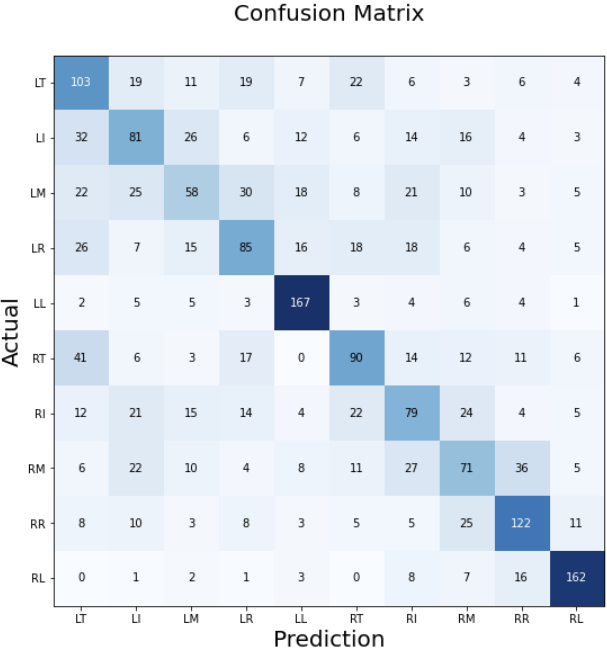 Confusion Matrix
LT 103 19 11 19 7 22 6 3 6 4
LI 32 81 26 6 12 6 14 16 4 3
LM 22 25 58 30 18 8 21 10 3 5
LR 26 7 15 85 16 18 18 6 4 5
LL 2 5 5 3 167 3 4 6 4 1
RT 41 6 3 17 0 90 14 12 11 6
RI 12 21 15 14 4 22 79 24 4 5
RM 6 22 10 4 8 11 27 71 36 5
RR 8 10 3 8 3 5 5 25 122 11
RL 0 1 2 1 3 0 8 7 16 162
LT LI LM LR LL RT RI RM RR RL
Actual
Prediction